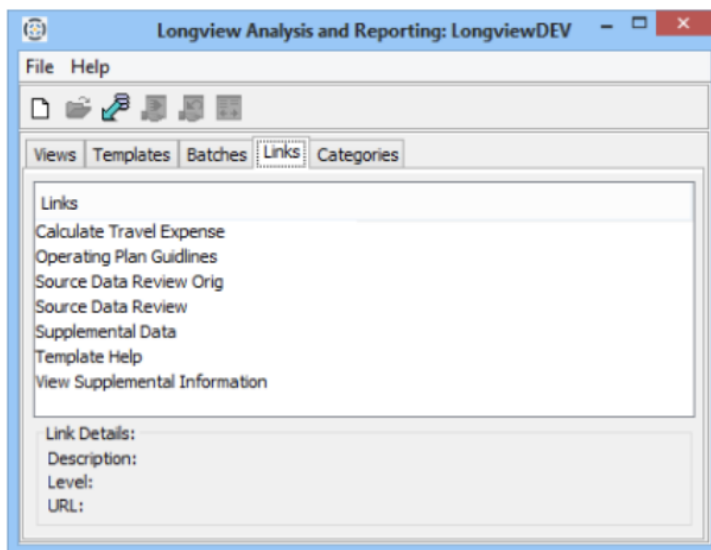 Longview Analysis and Reporting: LongviewDEV
File Help
Views Templates Batches Links Categories
Links
Calculate Travel Expense
Operating Plan Guidlines
Source Data Review Orig
Source Data Review
Supplemental Data
Template Help
View Supplemental Information
Link Details:
Description:
Level:
URL: